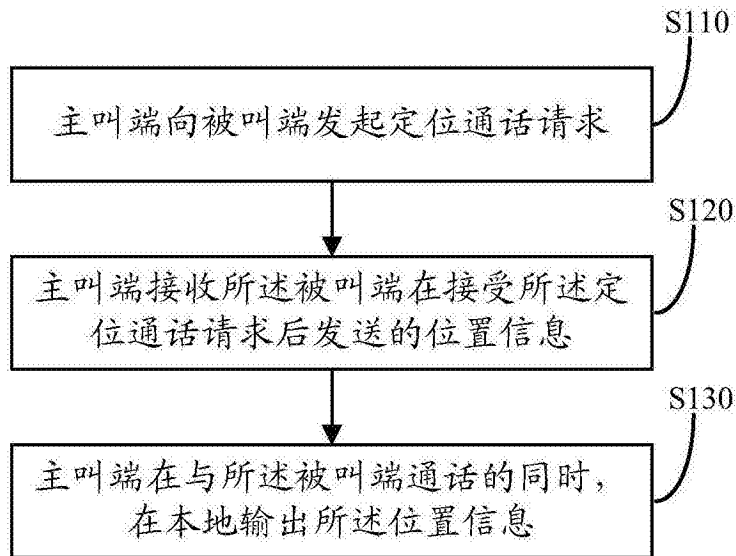 S110
主叫端向被叫端发起定位通话请求
S120
主叫端接收所述被叫端在接受所述定
位通话请求后发送的位置信息
S130
主叫端在与所述被叫端通话的同时，
在本地输出所述位置信息